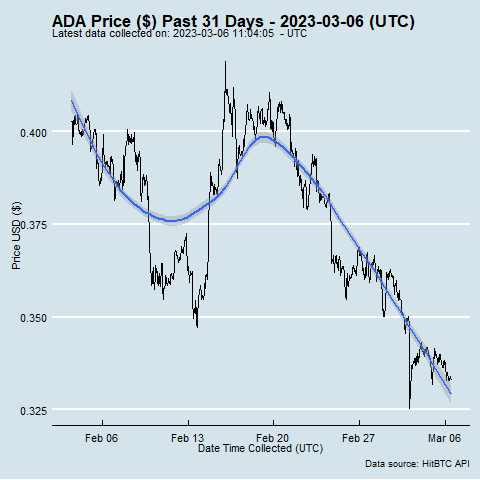 ADA Price ($) Past 31 Days - 2023-03-06 (UTC)
Latest data collected on: 2023-03-06 11:04:05 - UTC
0.400
0.375
0.350
0.325
Price USD ($)
Feb 06
Feb 13
Feb 20
Feb 27
Mar 06
Date Time Collected (UTC)
Data source: HitBTC API